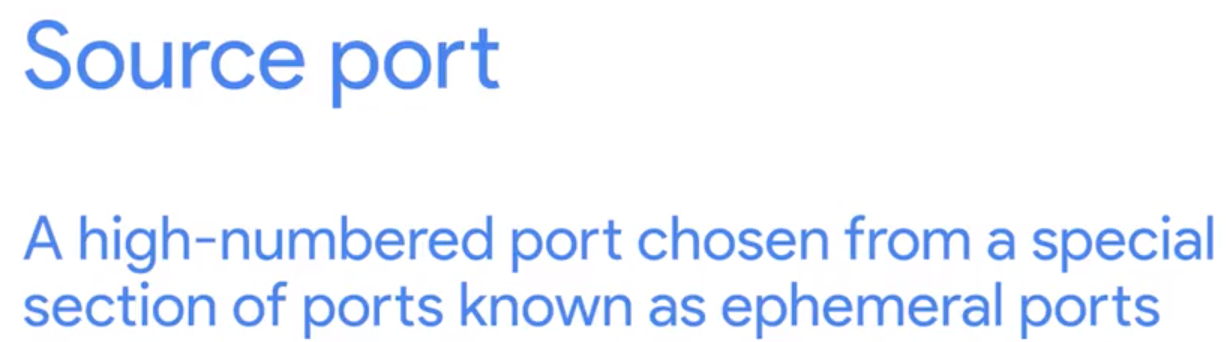 Source port
A high-numbered port chosen from a special
section of ports known as ephemeral ports